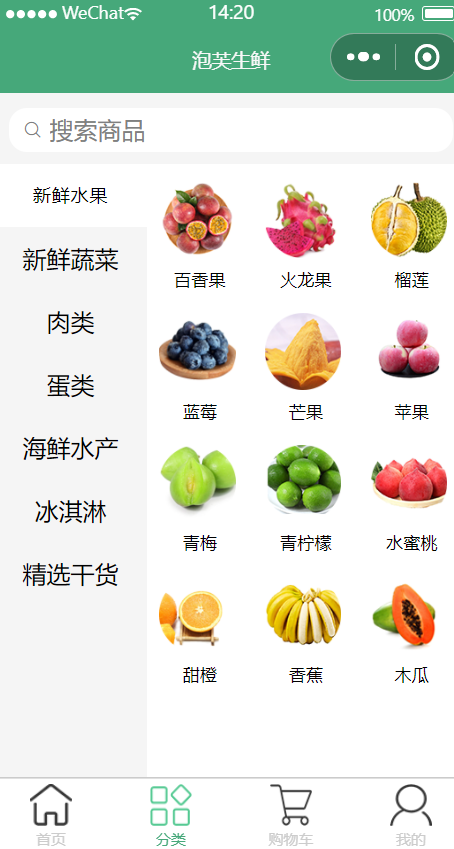 WeChat 14:20 100%
泡芙生鲜
搜索商品
新鲜水果
新鲜蔬菜
肉类
蛋类
海鲜水产
冰淇淋
精选干货
百香果 火龙果 榴莲
蓝莓 芒果 苹果
青梅 青柠檬 水蜜桃
甜橙 香蕉 木瓜
首页 分类 购物车 我的